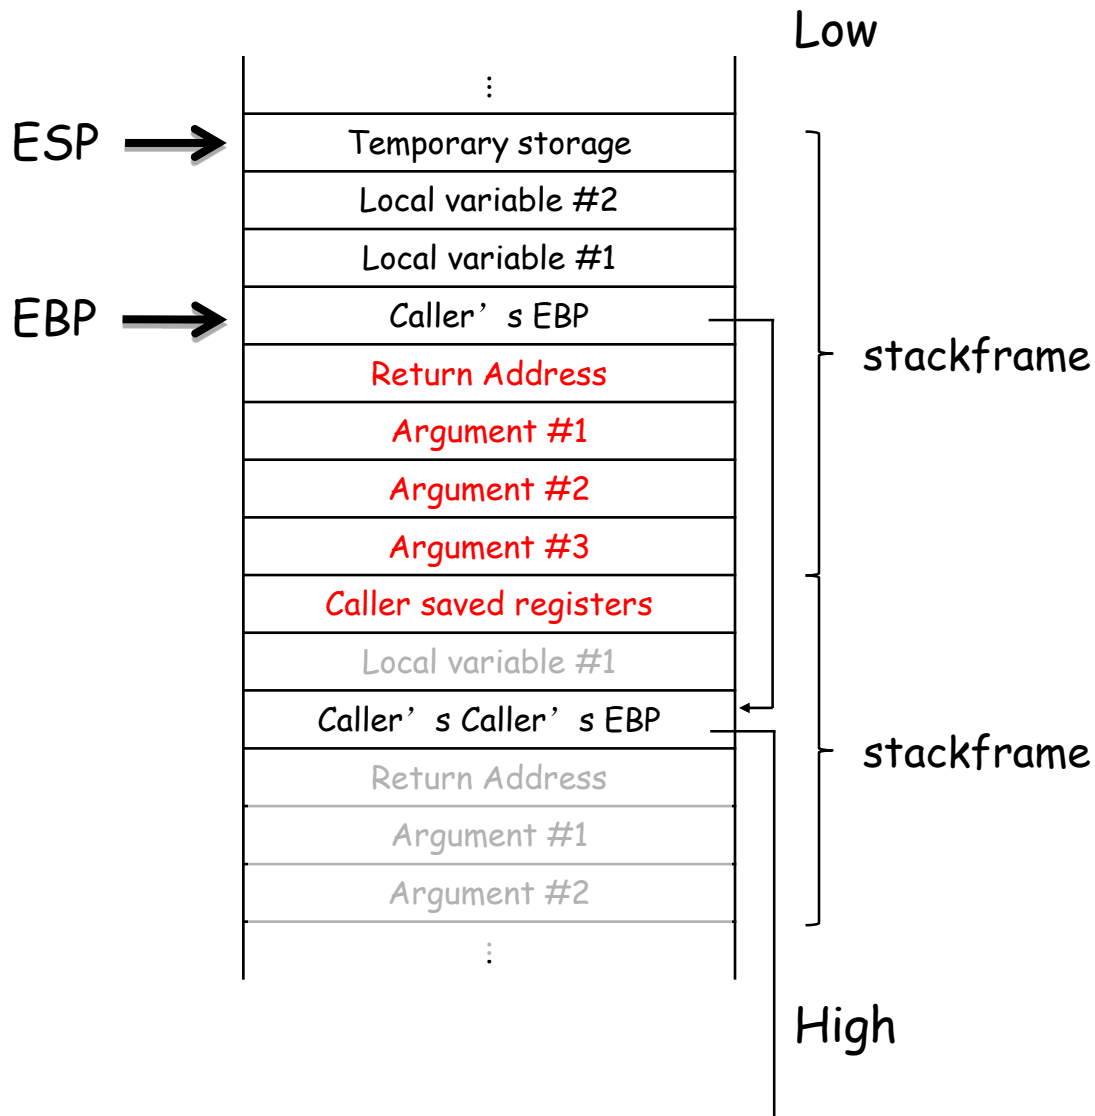 Low
⋮
ESP
Temporary storage
Local variable #2
Local variable #1
EBP
Caller’s EBP
stackframe
Return Address
Argument #1
Argument #2
Argument #3
Caller saved registers
Local variable #1
Caller’s Caller’s EBP
stackframe
Return Address
Argument #1
Argument #2
⋮
High